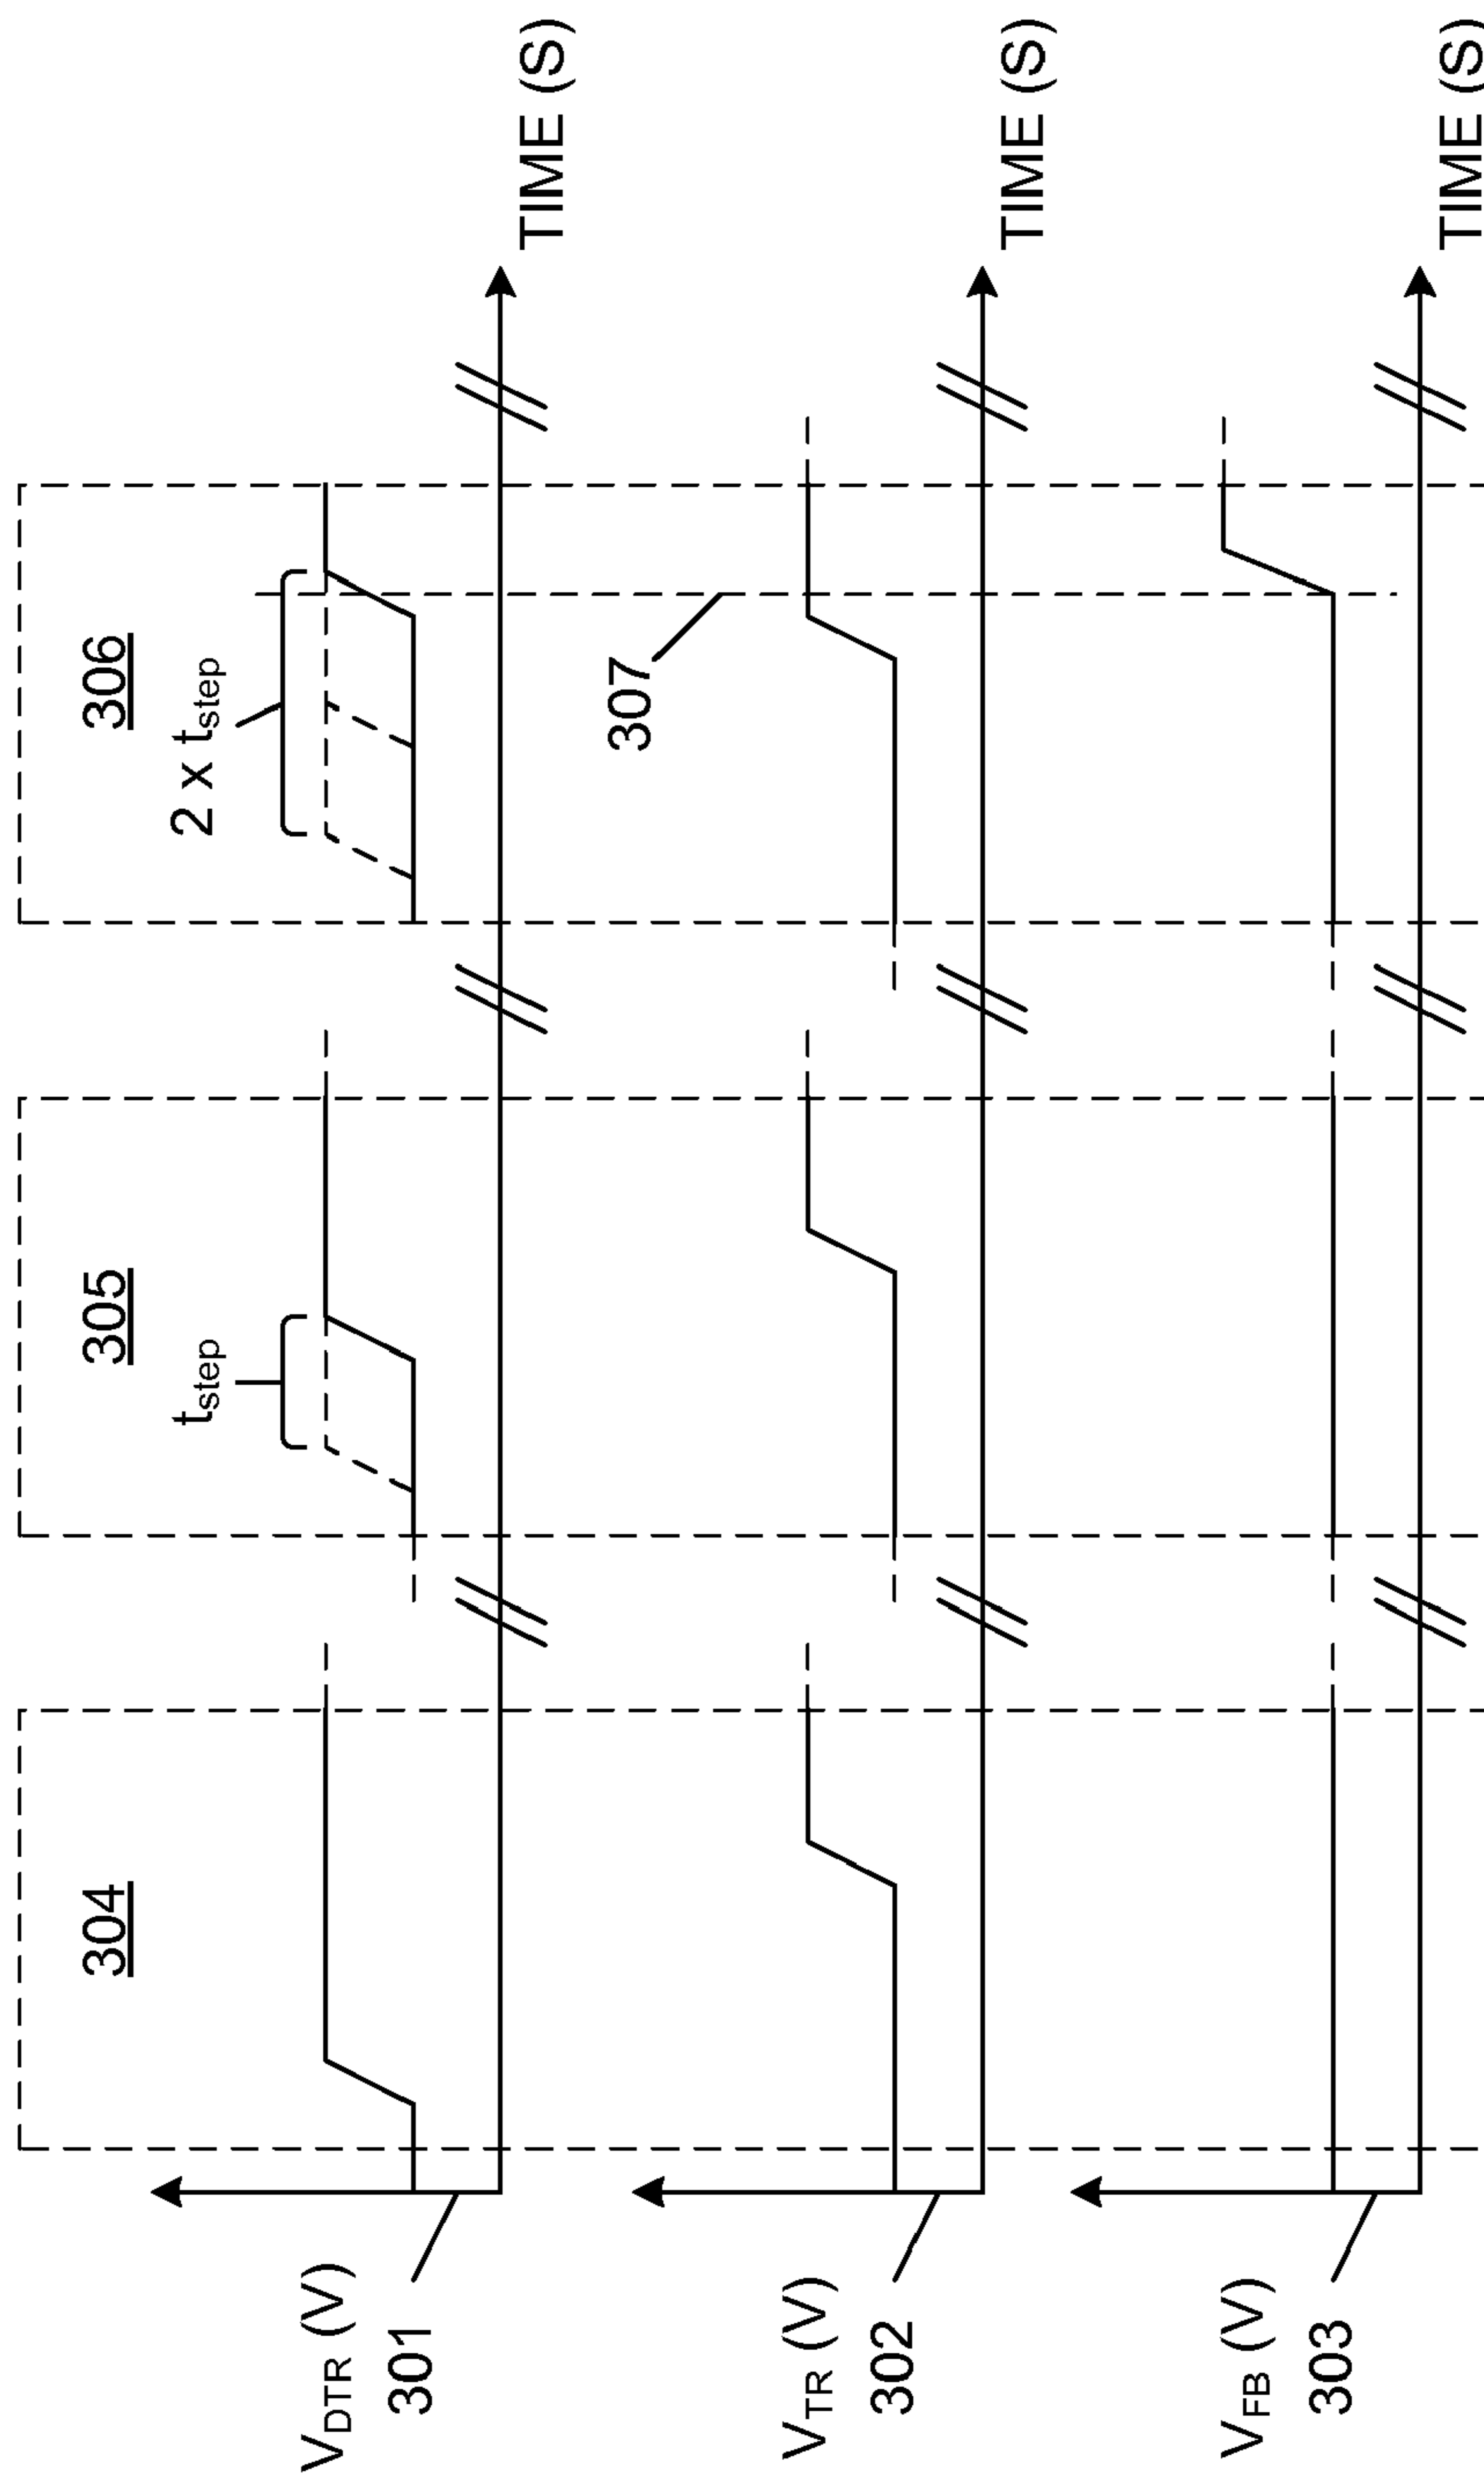 304
305
306
t_step
2 x t_step
V_DTR (V)
301
TIME (S)
307
V_TR (V)
302
TIME (S)
V_FB (V)
303
TIME (S)